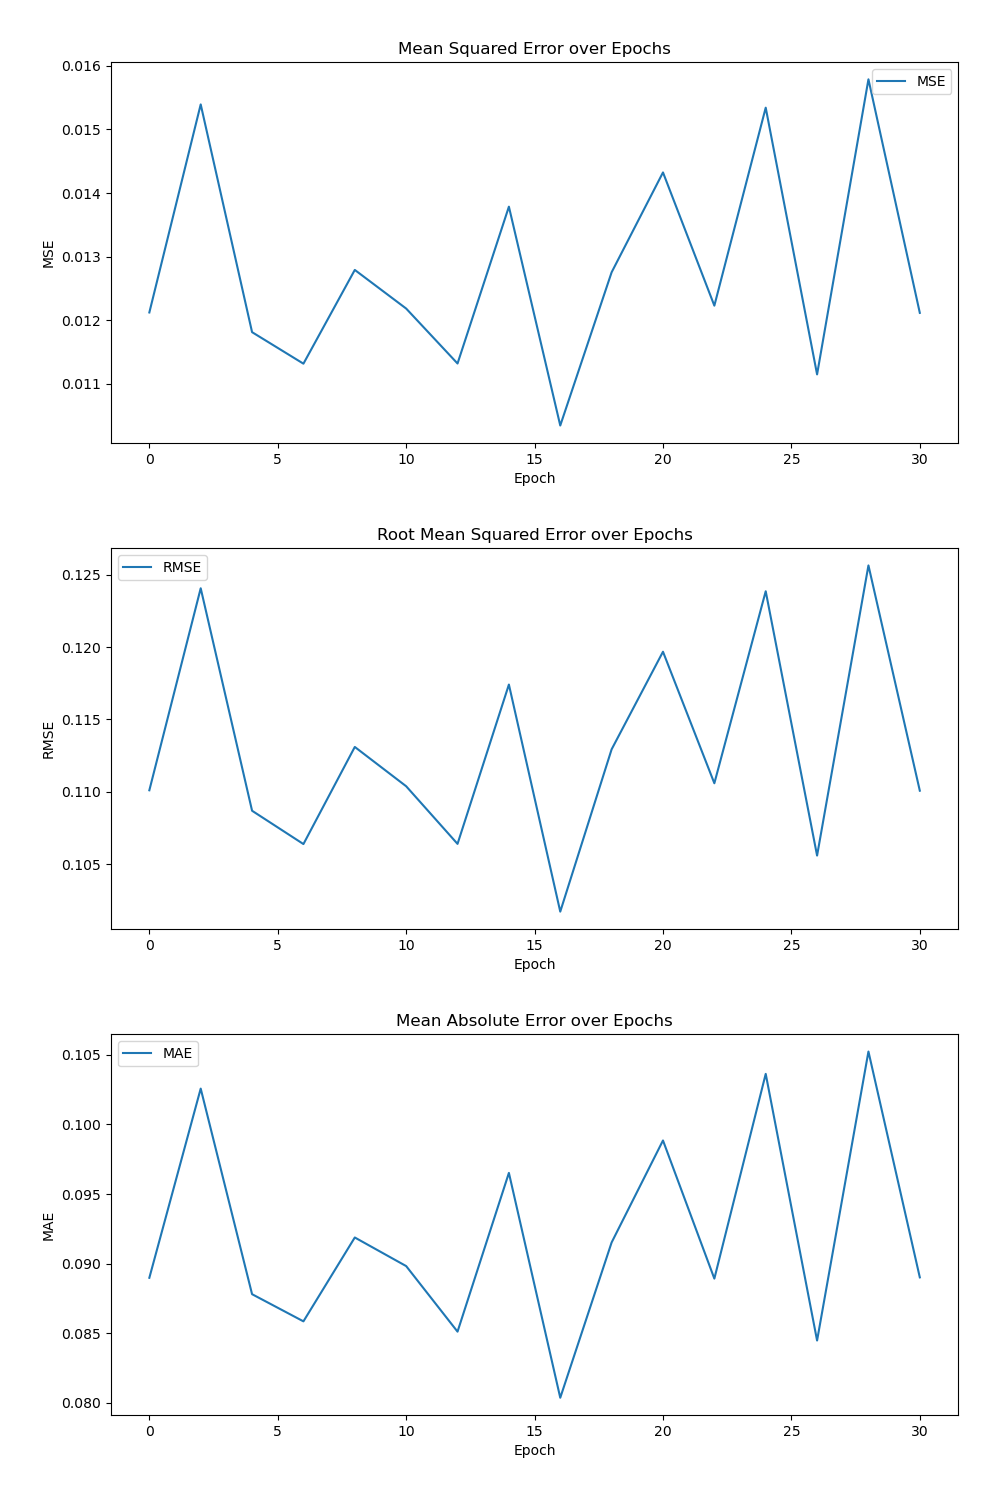 Mean Squared Error over Epochs
0.016
0.015
0.014
0.013
0.012
0.011
MSE
MSE
0 5 10 15 20 25 30
Epoch
Root Mean Squared Error over Epochs
0.125
0.120
0.115
0.110
0.105
RMSE
RMSE
0 5 10 15 20 25 30
Epoch
Mean Absolute Error over Epochs
0.105
0.100
0.095
0.090
0.085
0.080
MAE
MAE
0 5 10 15 20 25 30
Epoch